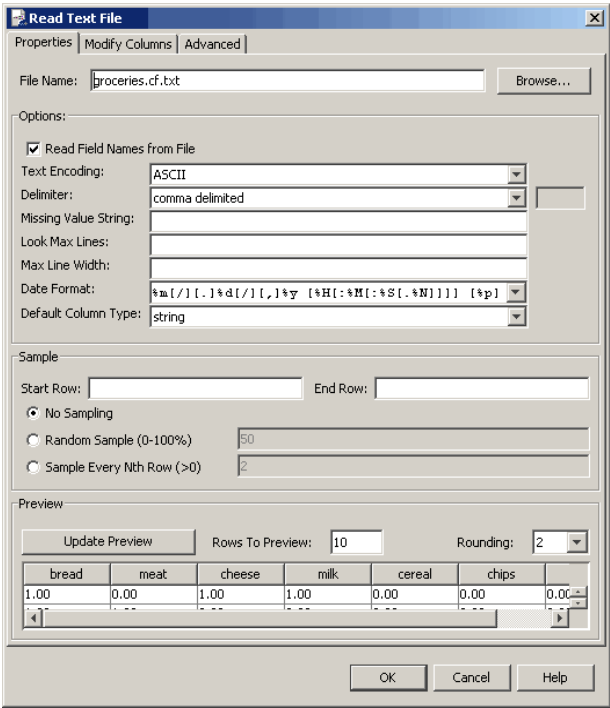 Read Text File
Properties Modify Columns Advanced
File Name: groceries.cf.txt Browse...
Options:
Read Field Names from File
Text Encoding: ASCII
Delimiter: comma delimited
Missing Value String:
Look Max Lines:
Max Line Width:
Date Format: %m[/][.]%d[/][,]%y [%H[:%M[:%S[.%N]]]] [%p]
Default Column Type: string
Sample
Start Row: End Row:
No Sampling
Random Sample (0-100%) 50
Sample Every Nth Row (>0) 2
Preview
Update Preview Rows To Preview: 10 Rounding: 2
bread meat cheese milk cereal chips
1.00 0.00 1.00 1.00 0.00 0.00 0.00
OK Cancel Help